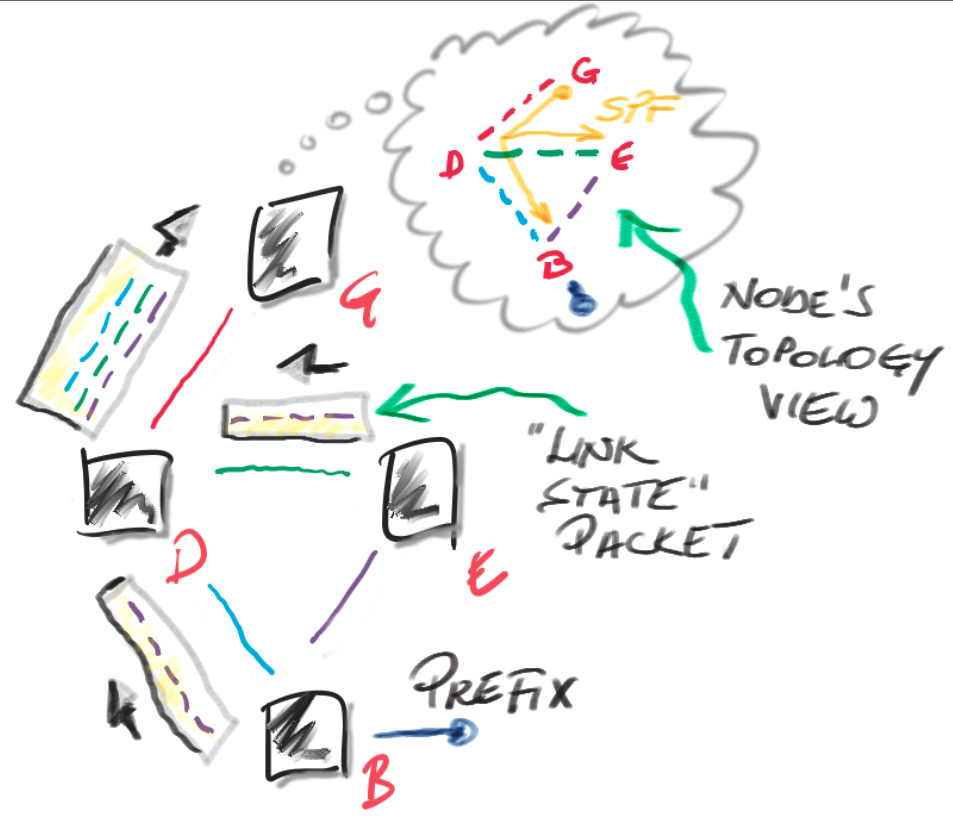 G
SPF
D
E
B
NODE'S
TOPOLOGY
VIEW
G
"LINK
STATE"
PACKET
D
E
PREFIX
B